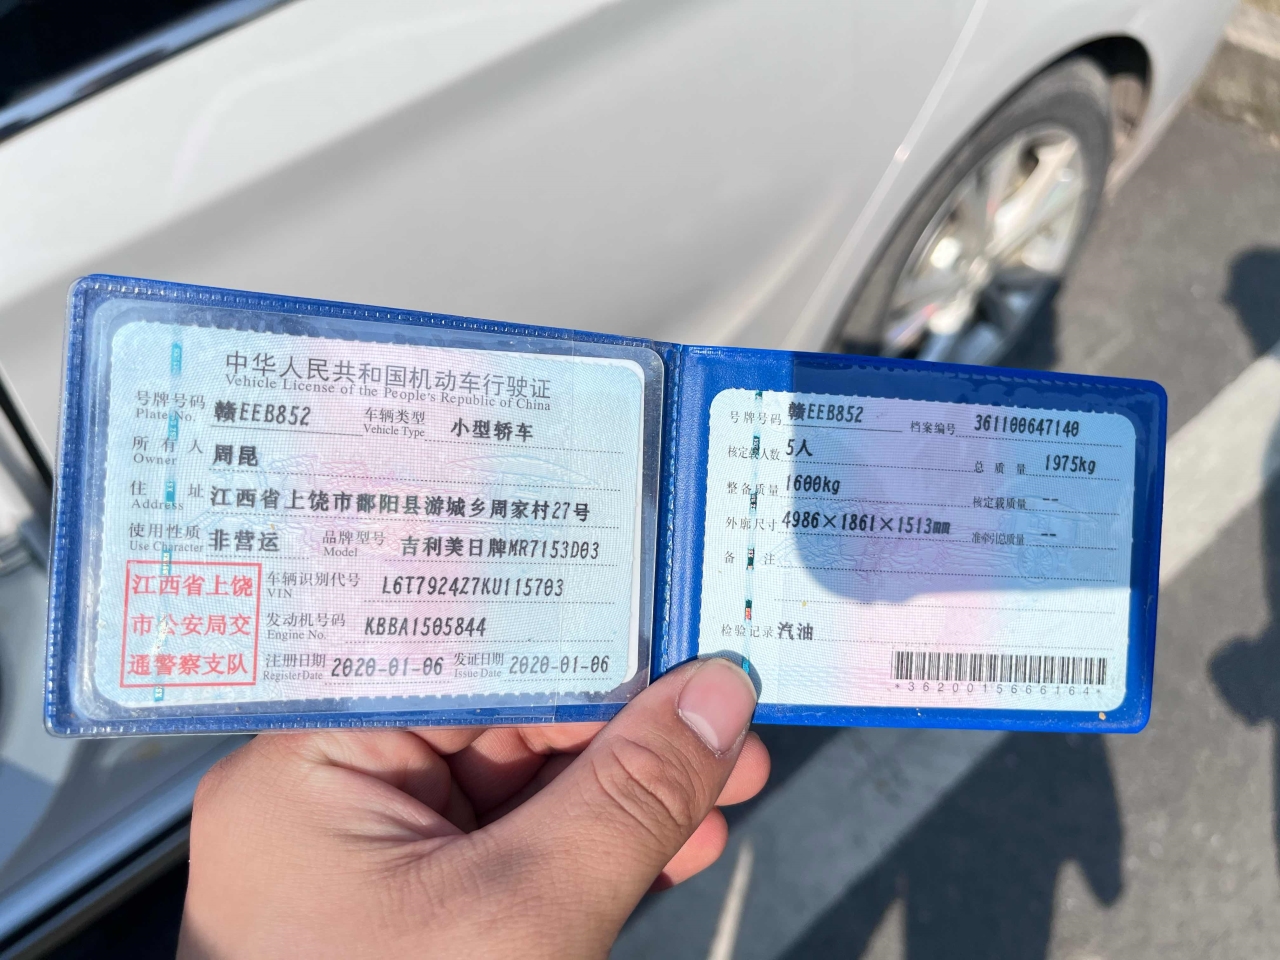 中华人民共和国机动车行驶证
Vehicle License of the People's Republic of China
号牌号码 赣EEB852 车辆类型 小型轿车
Plate No. Vehicle Type
所有人 周昆
Owner
住址 江西省上饶市鄱阳县游城乡周家村27号
Address
使用性质 非营运 品牌型号 吉利美日牌MR7153D03
Use Character Model
江西省上饶
市公安局交
通警察支队
车辆识别代号 L6T7924Z7KU115703
VIN
发动机号码 KBBA1505844
Engine No.
注册日期 2020-01-06 发证日期 2020-01-06
Register Date Issue Date
号牌号码 赣EEB852 档案编号 361100647140
核定载人数 5人 总质量 1975kg
整备质量 1600kg 核定载质量 --
外廓尺寸 4986×1861×1513mm 准牵引总质量 --
备注
检验记录 汽油
*3620015666164*